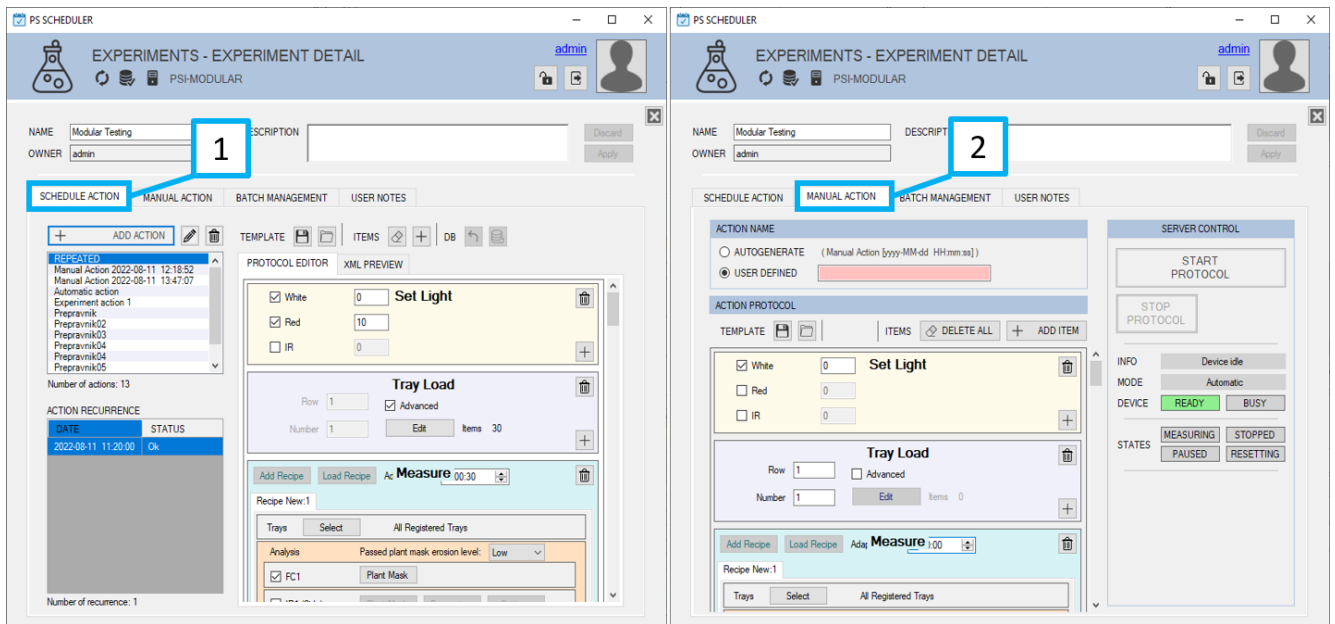 PS SCHEDULER
EXPERIMENTS - EXPERIMENT DETAIL
admin
PSI-MODULAR
NAME Modular Testing
DESCRIPTION
Discard
OWNER admin
Apply
1
SCHEDULE ACTION MANUAL ACTION BATCH MANAGEMENT USER NOTES
+ ADD ACTION
TEMPLATE ITEMS + DB
REPEATED
Manual Action 2022-08-11 12:18:52
Manual Action 2022-08-11 13:47:07
Automatic action
Experiment action 1
Prepravnik
Prepravnik02
Prepravnik03
Prepravnik04
Prepravnik04
Prepravnik05
Number of actions: 13
ACTION RECURRENCE
DATE STATUS
2022-08-11 11:20:00 Ok
Number of recurrence: 1
PROTOCOL EDITOR XML PREVIEW
White 0 Set Light
Red 10
IR 0
Tray Load
Row 1 Advanced
Number 1 Edit Items 30
Add Recipe Load Recipe Measure 00:30
Recipe New:1
Trays Select All Registered Trays
Analysis Passed plant mask erosion level: Low
FC1 Plant Mask
PS SCHEDULER
EXPERIMENTS - EXPERIMENT DETAIL
admin
PSI-MODULAR
NAME Modular Testing
Discard
OWNER admin
Apply
2
SCHEDULE ACTION MANUAL ACTION BATCH MANAGEMENT USER NOTES
ACTION NAME
AUTOGENERATE ( Manual Action [yyyy-MM-dd HH:mm:ss] )
USER DEFINED
ACTION PROTOCOL
TEMPLATE ITEMS DELETE ALL + ADD ITEM
White 0 Set Light
Red 0
IR 0
Tray Load
Row 1 Advanced
Number 1 Edit Items 0
Add Recipe Load Recipe Measure :00
Recipe New:1
Trays Select All Registered Trays
SERVER CONTROL
START
PROTOCOL
STOP
PROTOCOL
INFO Device idle
MODE Automatic
DEVICE READY BUSY
STATES MEASURING STOPPED
PAUSED RESETTING